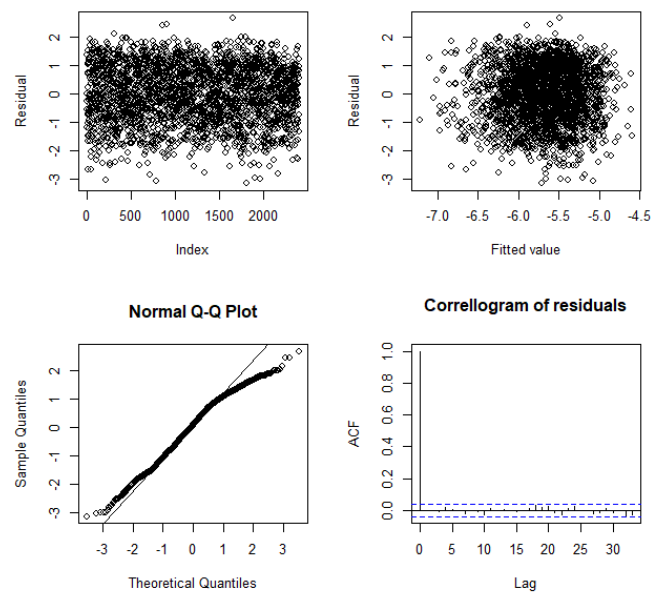 Residual
2
1
0
-1
-2
-3
0 500 1000 1500 2000
Index
Residual
2
1
0
-1
-2
-3
-7.0 -6.5 -6.0 -5.5 -5.0 -4.5
Fitted value
Normal Q-Q Plot
Sample Quantiles
2
1
0
-1
-2
-3
-3 -2 -1 0 1 2 3
Theoretical Quantiles
Correllogram of residuals
ACF
1.0
0.8
0.6
0.4
0.2
0.0
0 5 10 15 20 25 30
Lag